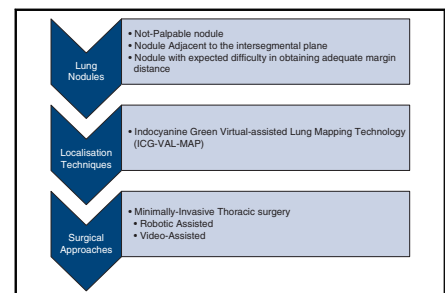 Lung
Nodules
• Not-Palpable nodule
• Nodule Adjacent to the intersegmental plane
• Nodule with expected difficulty in obtaining adequate margin
distance
Localisation
Techniques
• Indocyanine Green Virtual-assisted Lung Mapping Technology
(ICG-VAL-MAP)
Surgical
Approaches
• Minimally-Invasive Thoracic surgery
• Robotic Assisted
• Video-Assisted